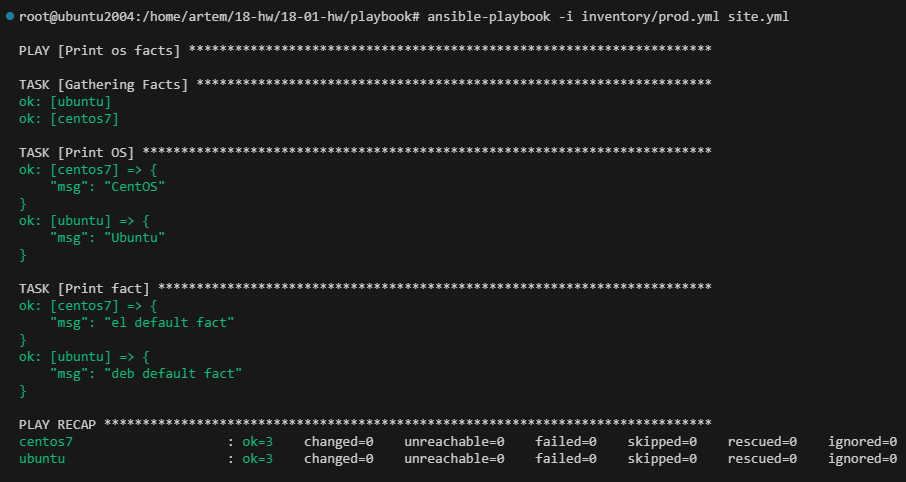 root@ubuntu2004:/home/artem/18-hw/18-01-hw/playbook# ansible-playbook -i inventory/prod.yml site.yml

PLAY [Print os facts] ********************************************************************

TASK [Gathering Facts] *******************************************************************
ok: [ubuntu]
ok: [centos7]

TASK [Print OS] **************************************************************************
ok: [centos7] => {
    "msg": "CentOS"
}
ok: [ubuntu] => {
    "msg": "Ubuntu"
}

TASK [Print fact] ************************************************************************
ok: [centos7] => {
    "msg": "el default fact"
}
ok: [ubuntu] => {
    "msg": "deb default fact"
}

PLAY RECAP *******************************************************************************
centos7                    : ok=3    changed=0    unreachable=0    failed=0    skipped=0    rescued=0    ignored=0
ubuntu                     : ok=3    changed=0    unreachable=0    failed=0    skipped=0    rescued=0    ignored=0